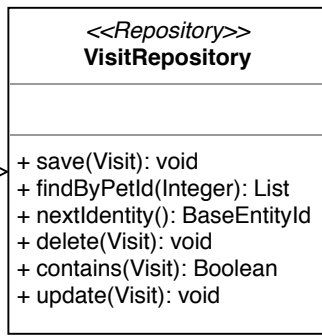 <<Repository>>
VisitRepository
+ save(Visit): void
+ findByPetId(Integer): List
+ nextIdentity(): BaseEntityId
+ delete(Visit): void
+ contains(Visit): Boolean
+ update(Visit): void